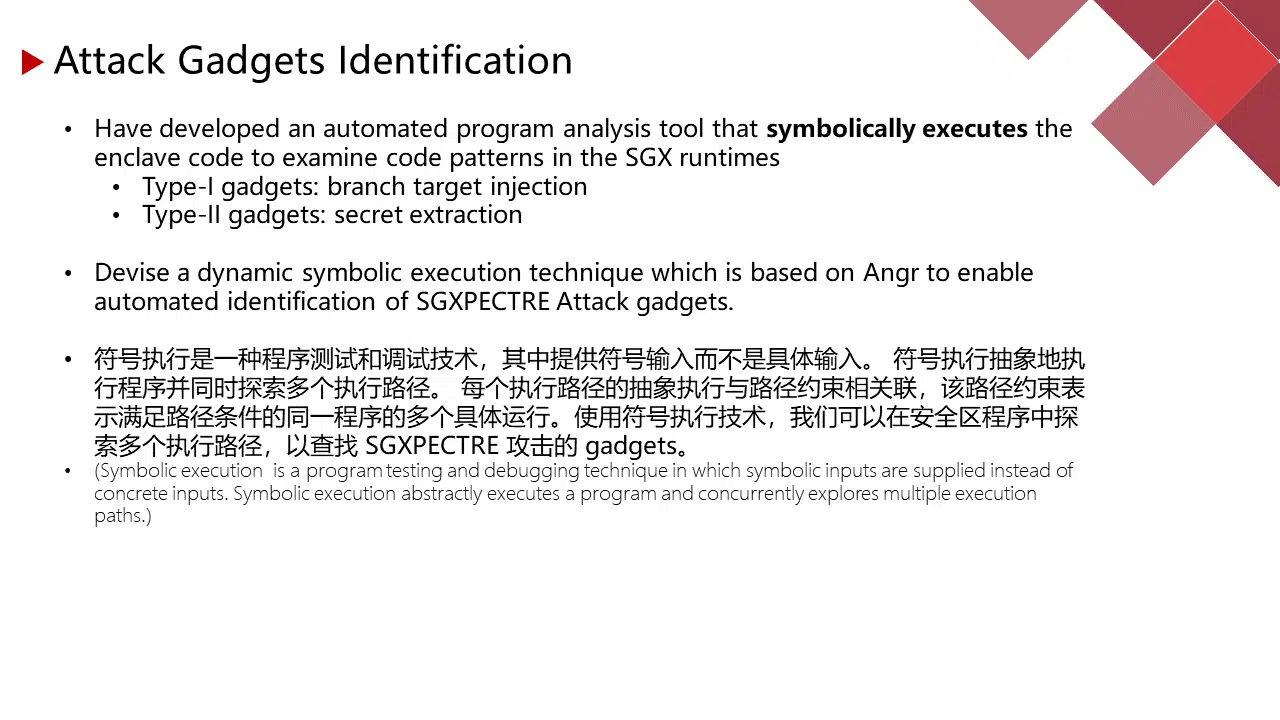 Attack Gadgets Identification
• Have developed an automated program analysis tool that symbolically executes the
enclave code to examine code patterns in the SGX runtimes
• Type-I gadgets: branch target injection
• Type-II gadgets: secret extraction
• Devise a dynamic symbolic execution technique which is based on Angr to enable
automated identification of SGXPECTRE Attack gadgets.
• 符号执行是一种程序测试和调试技术，其中提供符号输入而不是具体输入。 符号执行抽象地执
行程序并同时探索多个执行路径。 每个执行路径的抽象执行与路径约束相关联，该路径约束表
示满足路径条件的同一程序的多个具体运行。使用符号执行技术，我们可以在安全区程序中探
索多个执行路径，以查找 SGXPECTRE 攻击的 gadgets。
• (Symbolic execution is a program testing and debugging technique in which symbolic inputs are supplied instead of
concrete inputs. Symbolic execution abstractly executes a program and concurrently explores multiple execution
paths.)